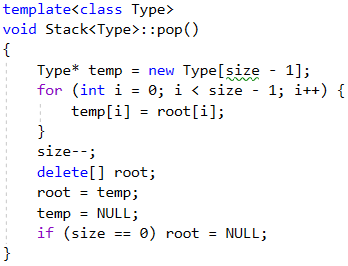 template<class Type>
void Stack<Type>::pop()
{
    Type* temp = new Type[size - 1];
    for (int i = 0; i < size - 1; i++) {
        temp[i] = root[i];
    }
    size--;
    delete[] root;
    root = temp;
    temp = NULL;
    if (size == 0) root = NULL;
}